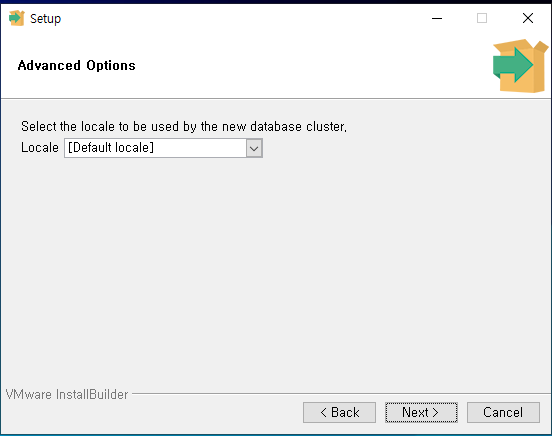 Setup
Advanced Options
Select the locale to be used by the new database cluster.
Locale [Default locale]
VMware InstallBuilder
< Back Next > Cancel